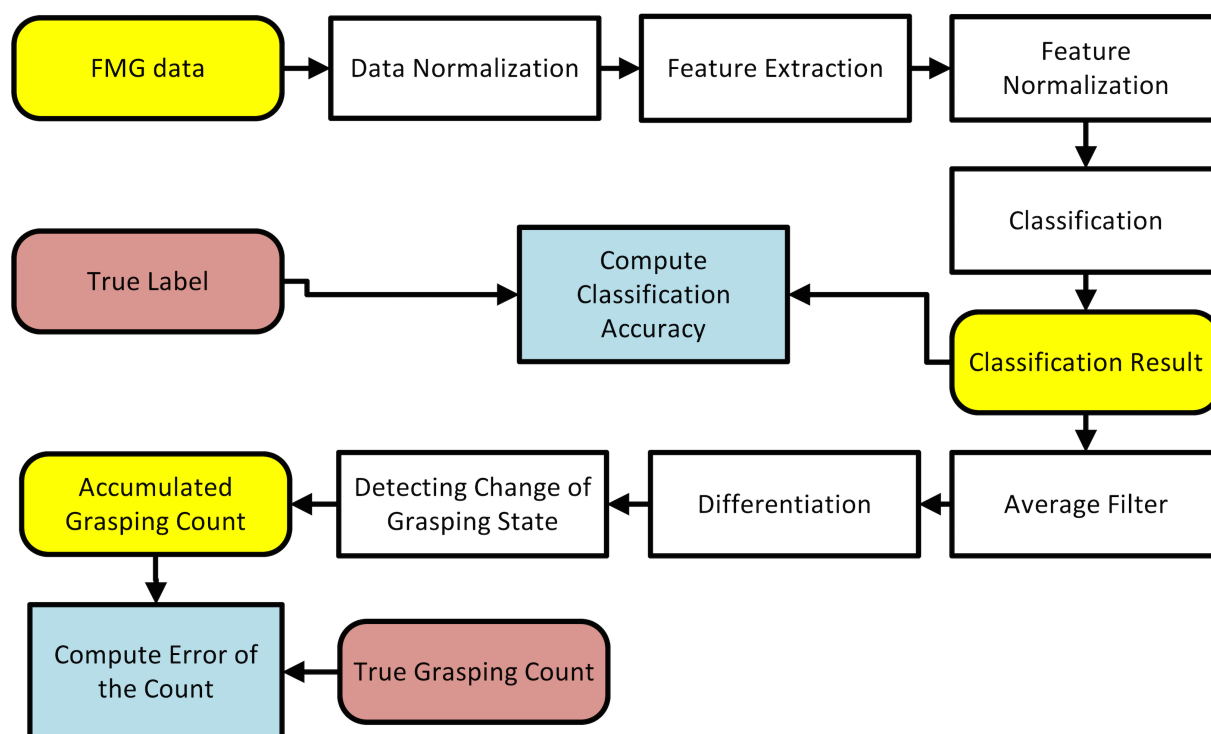 FMG data
Data Normalization
Feature Extraction
Feature
Normalization
Classification
True Label
Compute
Classification
Accuracy
Classification Result
Accumulated
Grasping Count
Detecting Change of
Grasping State
Differentiation
Average Filter
Compute Error of
the Count
True Grasping Count